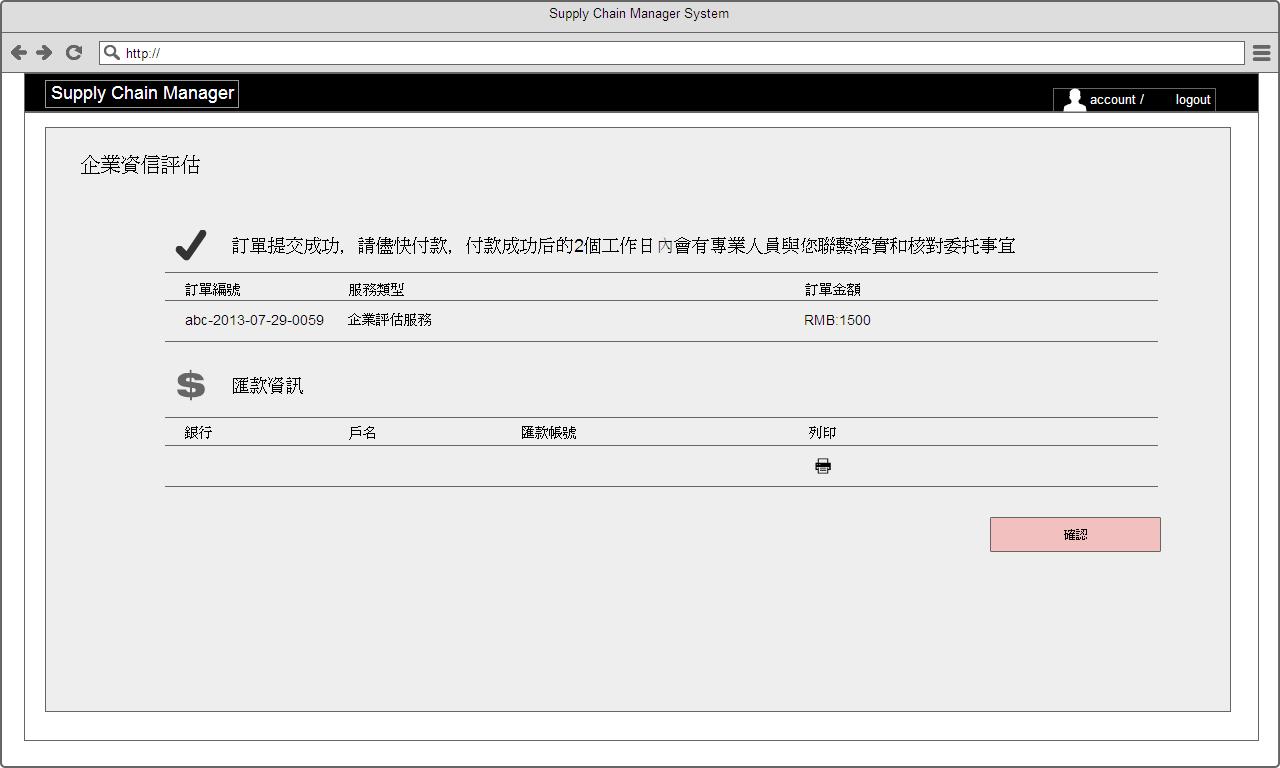 Supply Chain Manager System
http://
Supply Chain Manager
account / logout
企業資信評估
訂單提交成功，請儘快付款，付款成功后的2個工作日內會有專業人員與您聯繫落實和核對委托事宜
訂單編號 服務類型 訂單金額
abc-2013-07-29-0059 企業評估服務 RMB:1500
匯款資訊
銀行 戶名 匯款帳號 列印
確認